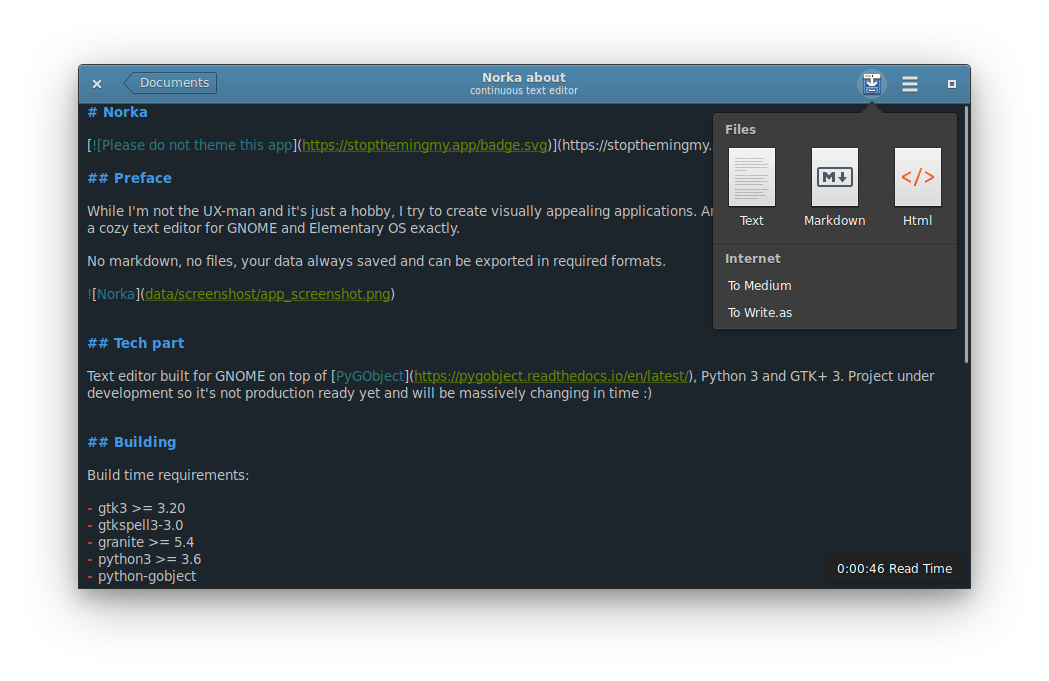 Documents
Norka about
continuous text editor
# Norka
[![Please do not theme this app](https://stopthemingmy.app/badge.svg)](https://stopthemingmy.
## Preface
While I'm not the UX-man and it's just a hobby, I try to create visually appealing applications.
a cozy text editor for GNOME and Elementary OS exactly.
No markdown, no files, your data always saved and can be exported in required formats.
![Norka](data/screenshost/app_screenshot.png)
## Tech part
Text editor built for GNOME on top of [PyGObject](https://pygobject.readthedocs.io/en/latest/), Python 3 and GTK+ 3. Project under
development so it's not production ready yet and will be massively changing in time :)
## Building
Build time requirements:
- gtk3 >= 3.20
- gtkspell3-3.0
- granite >= 5.4
- python3 >= 3.6
- python-gobject
Files
M
</>
Text
Markdown
Html
Internet
To Medium
To Write.as
0:00:46 Read Time